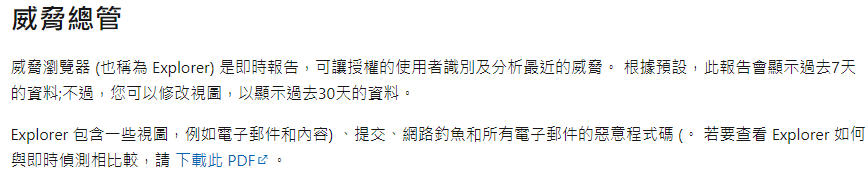 威脅總管
威脅瀏覽器 (也稱為 Explorer) 是即時報告，可讓授權的使用者識別及分析最近的威脅。 根據預設，此報告會顯示過去7天
的資料;不過，您可以修改視圖，以顯示過去30天的資料。
Explorer 包含一些視圖，例如電子郵件和內容) 、提交、網路釣魚和所有電子郵件的惡意程式碼 (。 若要查看 Explorer 如何
與即時偵測相比較，請 下載此 PDF 。